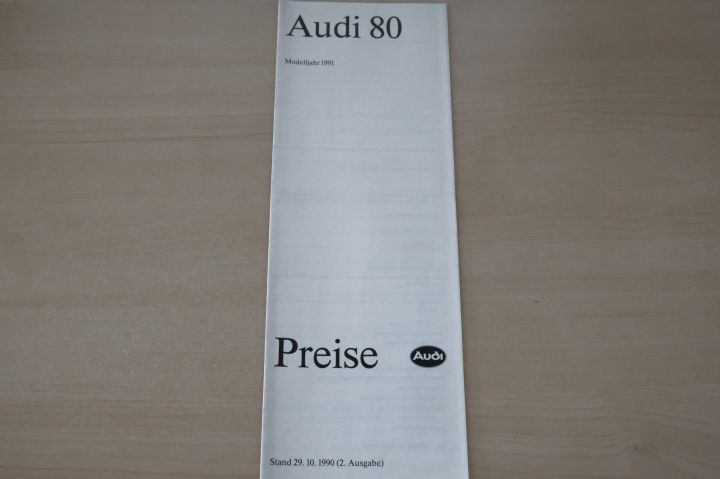 Audi 80
Modelljahr 1991
Preise
Audi
Stand 29. 10. 1990 (2. Ausgabe)